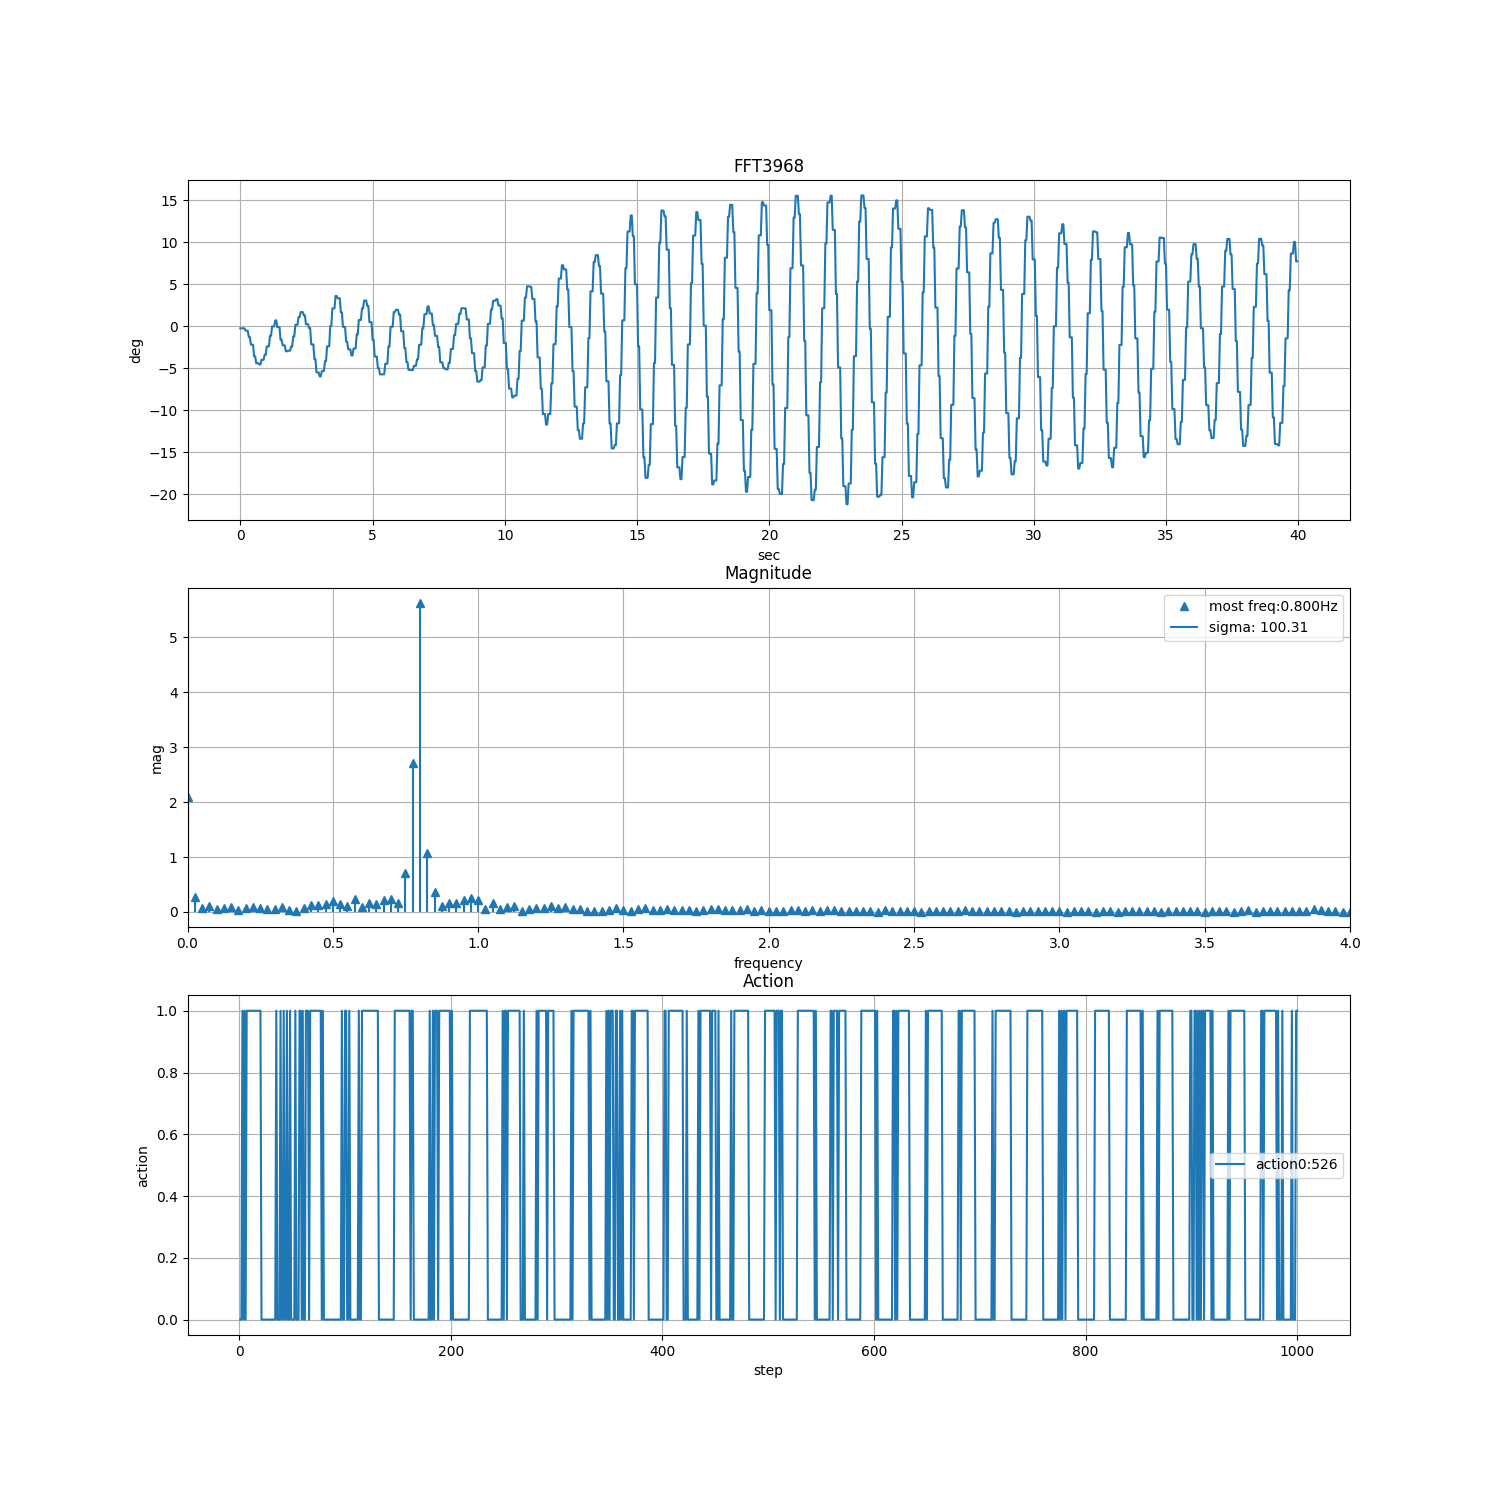 FFT3968
15
10
5
0
−5
−10
−15
−20
deg
0 5 10 15 20 25 30 35 40
sec
Magnitude
most freq:0.800Hz
sigma: 100.31
5
4
3
2
1
0
mag
0.0 0.5 1.0 1.5 2.0 2.5 3.0 3.5 4.0
frequency
Action
1.0
0.8
0.6
0.4
0.2
0.0
action
action0:526
0 200 400 600 800 1000
step